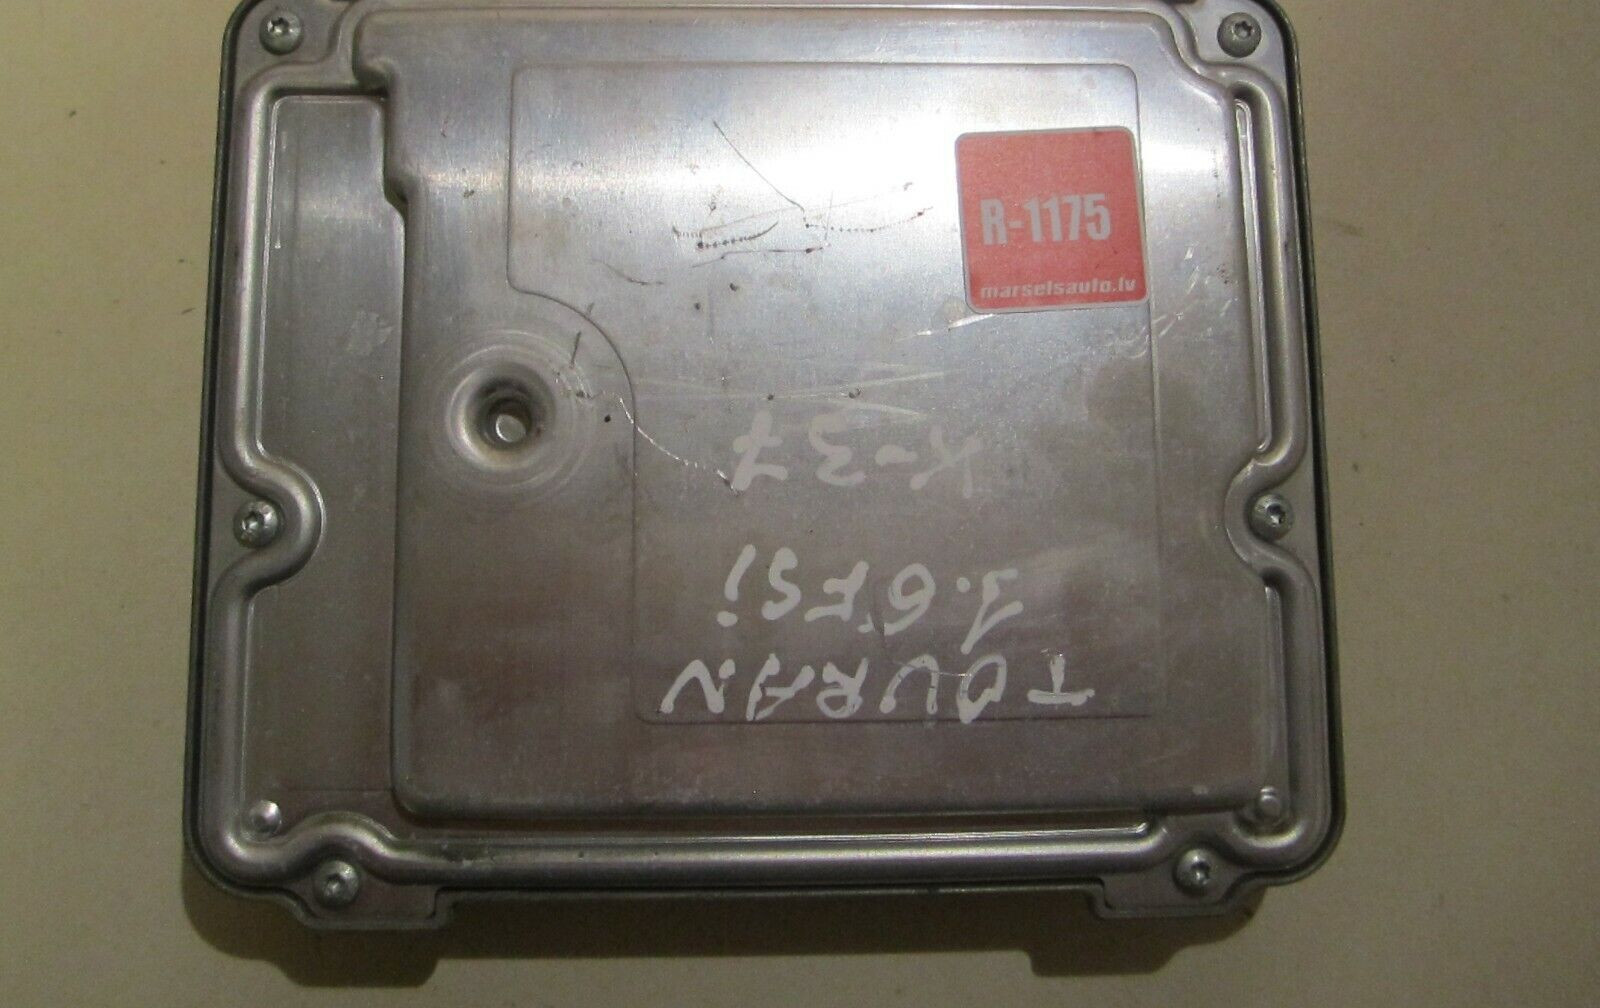 R-1175
marselsauto.lv
TOURAN
1.6FSi
K-37